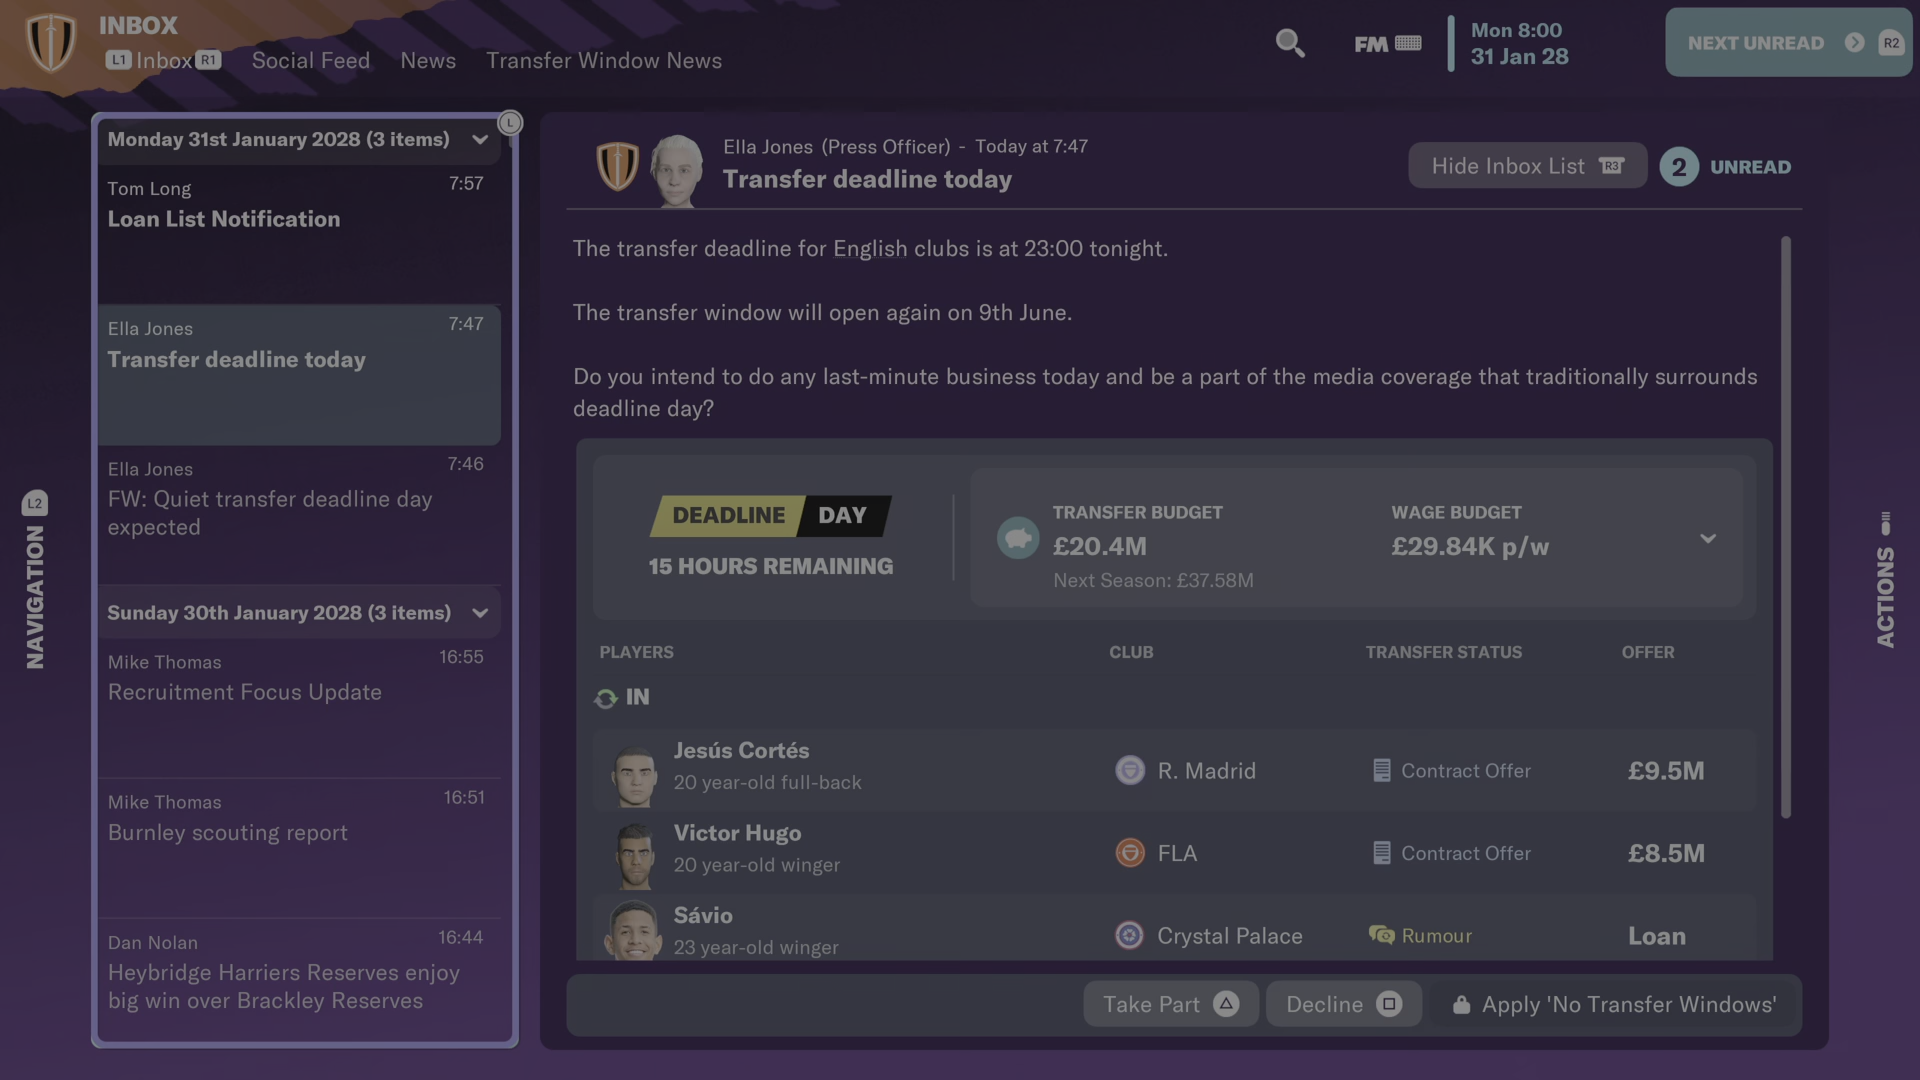 INBOX
L1 Inbox R1 Social Feed News Transfer Window News
FM
Mon 8:00
31 Jan 28
NEXT UNREAD R2
L2
NAVIGATIN
Monday 31st January 2028 (3 items)
L
Tom Long 7:57
Loan List Notification
Ella Jones 7:47
Transfer deadline today
Ella Jones 7:46
FW: Quiet transfer deadline day
expected
Sunday 30th January 2028 (3 items)
Mike Thomas 16:55
Recruitment Focus Update
Mike Thomas 16:51
Burnley scouting report
Dan Nolan 16:44
Heybridge Harriers Reserves enjoy
big win over Brackley Reserves
Ella Jones (Press Officer) - Today at 7:47
Transfer deadline today
Hide Inbox List R3
2 UNREAD
The transfer deadline for English clubs is at 23:00 tonight.
The transfer window will open again on 9th June.
Do you intend to do any last-minute business today and be a part of the media coverage that traditionally surrounds
deadline day?
DEADLINE DAY
15 HOURS REMAINING
TRANSFER BUDGET
£20.4M
Next Season: £37.58M
WAGE BUDGET
£29.84K p/w
PLAYERS CLUB TRANSFER STATUS OFFER
IN
Jesús Cortés
20 year-old full-back
R. Madrid Contract Offer £9.5M
Victor Hugo
20 year-old winger
FLA Contract Offer £8.5M
Sávio
23 year-old winger
Crystal Palace Rumour Loan
Take Part Decline Apply 'No Transfer Windows'
ACTIONS